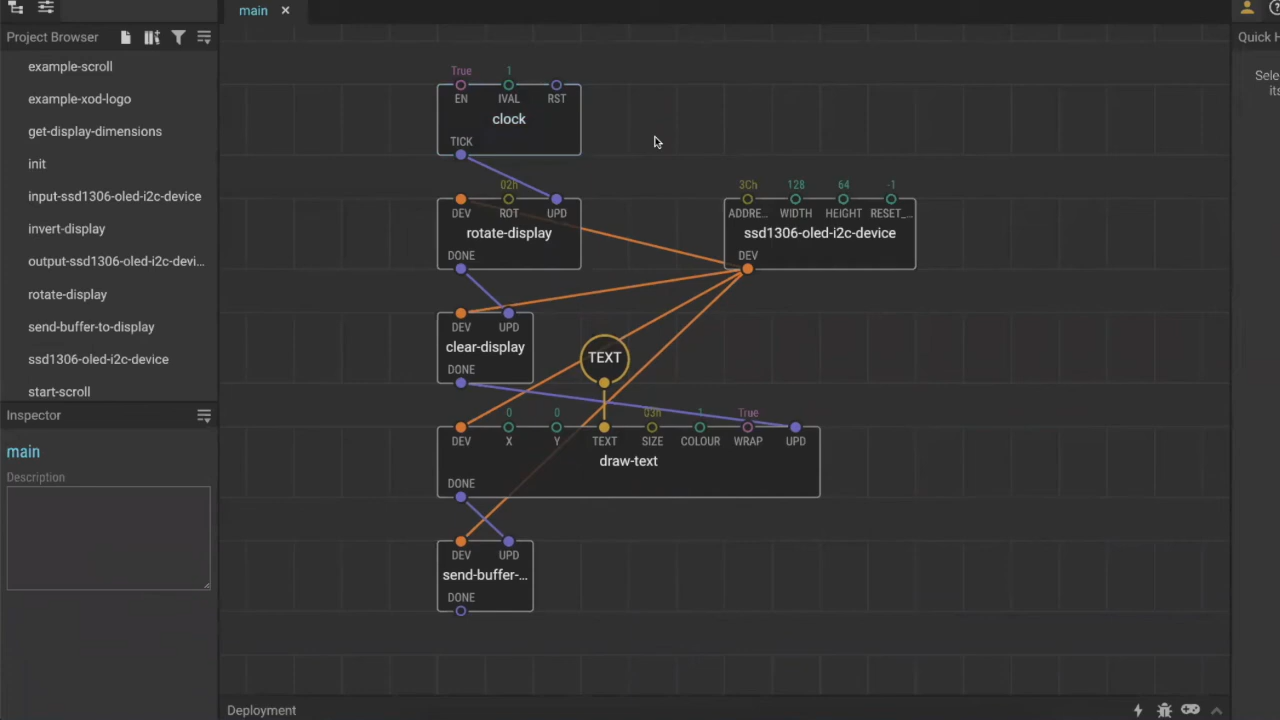 main
Project Browser
Quick H
Sele
its
example-scroll
example-xod-logo
get-display-dimensions
init
input-ssd1306-oled-i2c-device
invert-display
output-ssd1306-oled-i2c-devi...
rotate-display
send-buffer-to-display
ssd1306-oled-i2c-device
start-scroll
Inspector
main
Description
True 1
EN IVAL RST
clock
TICK
02h
DEV ROT UPD
rotate-display
DONE
3Ch 128 64 -1
ADDRE... WIDTH HEIGHT RESET_...
ssd1306-oled-i2c-device
DEV
DEV UPD
clear-display
DONE
TEXT
0 0 03h 1 True
DEV X Y TEXT SIZE COLOUR WRAP UPD
draw-text
DONE
DEV UPD
send-buffer-...
DONE
Deployment